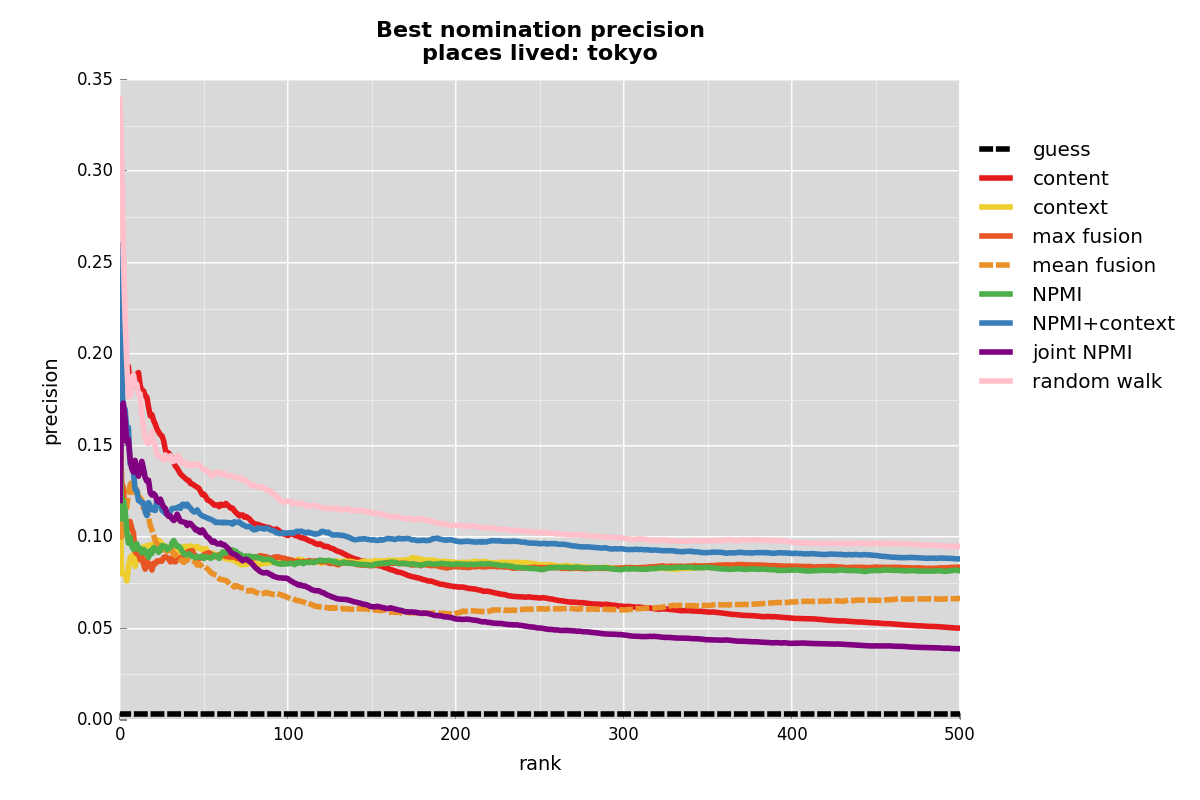 Best nomination precision
places lived: tokyo
precision
0.35
0.30
0.25
0.20
0.15
0.10
0.05
0.00
0 100 200 300 400 500
rank
guess
content
context
max fusion
mean fusion
NPMI
NPMI+context
joint NPMI
random walk